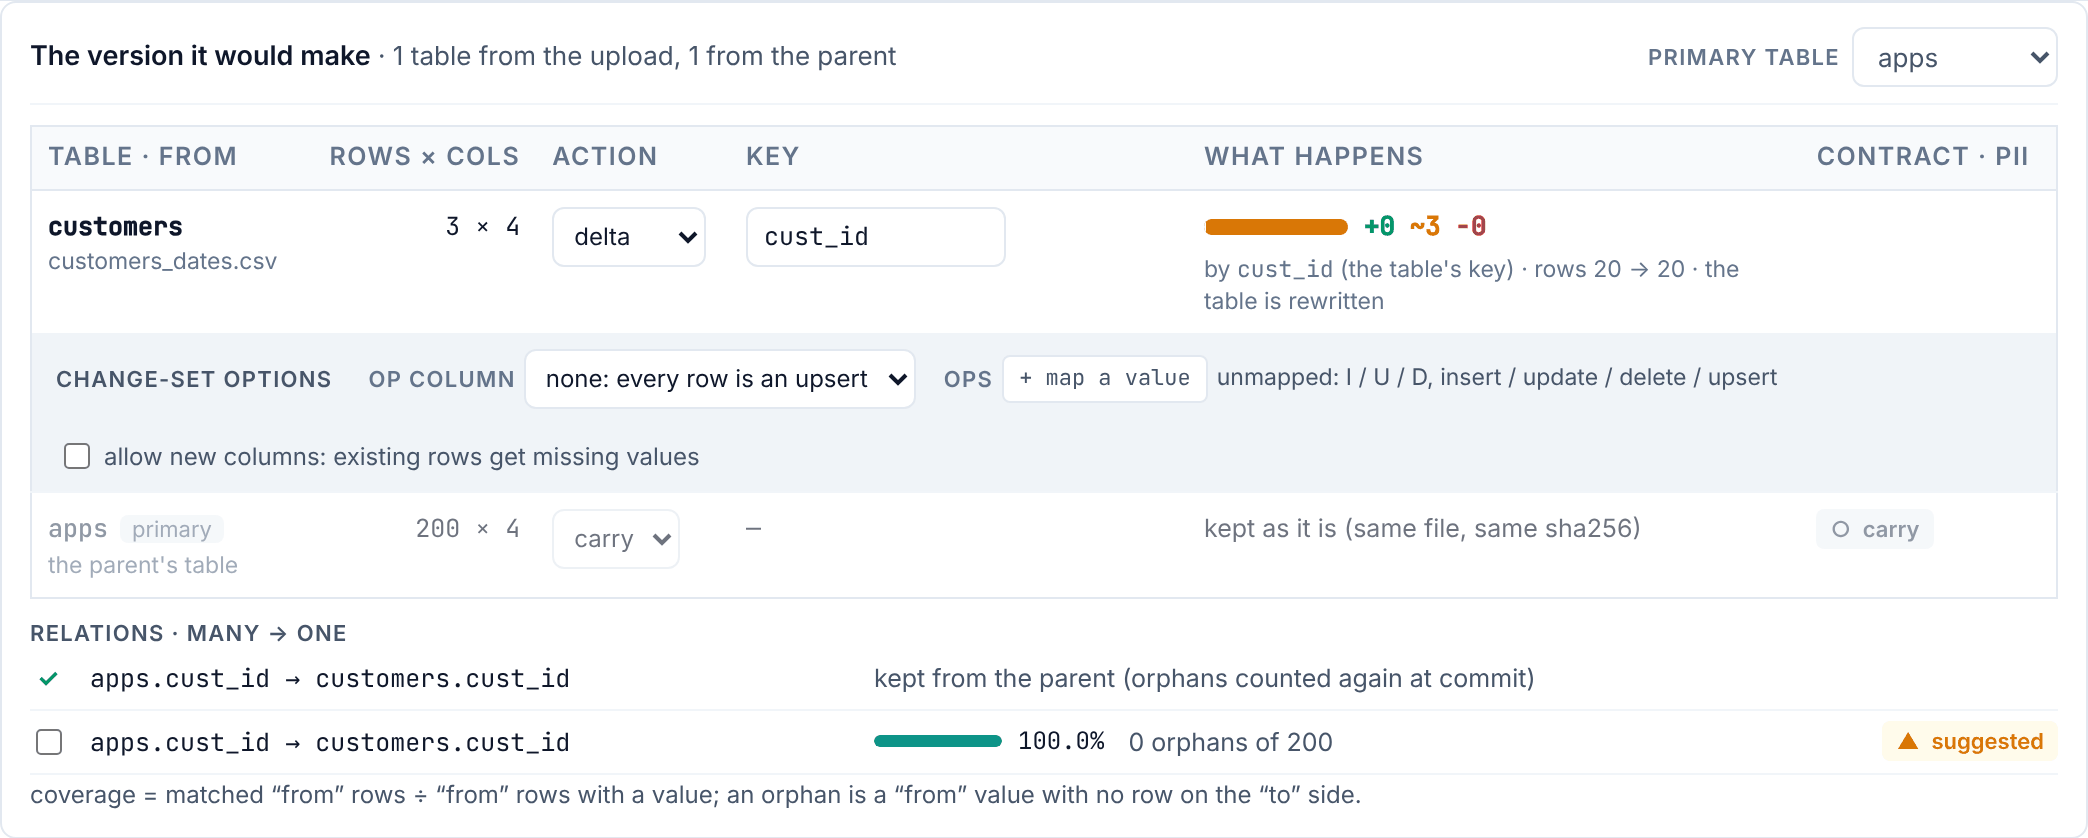 The version it would make · 1 table from the upload, 1 from the parent
PRIMARY TABLE apps
TABLE · FROM ROWS × COLS ACTION KEY WHAT HAPPENS CONTRACT · PII
customers 3 × 4 delta cust_id +0 ~3 -0
customers_dates.csv
by cust_id (the table's key) · rows 20 → 20 · the
table is rewritten
CHANGE-SET OPTIONS OP COLUMN none: every row is an upsert OPS + map a value unmapped: I / U / D, insert / update / delete / upsert
allow new columns: existing rows get missing values
apps primary 200 × 4 carry — kept as it is (same file, same sha256) carry
the parent's table
RELATIONS · MANY → ONE
apps.cust_id → customers.cust_id kept from the parent (orphans counted again at commit)
apps.cust_id → customers.cust_id 100.0% 0 orphans of 200 suggested
coverage = matched “from” rows ÷ “from” rows with a value; an orphan is a “from” value with no row on the “to” side.